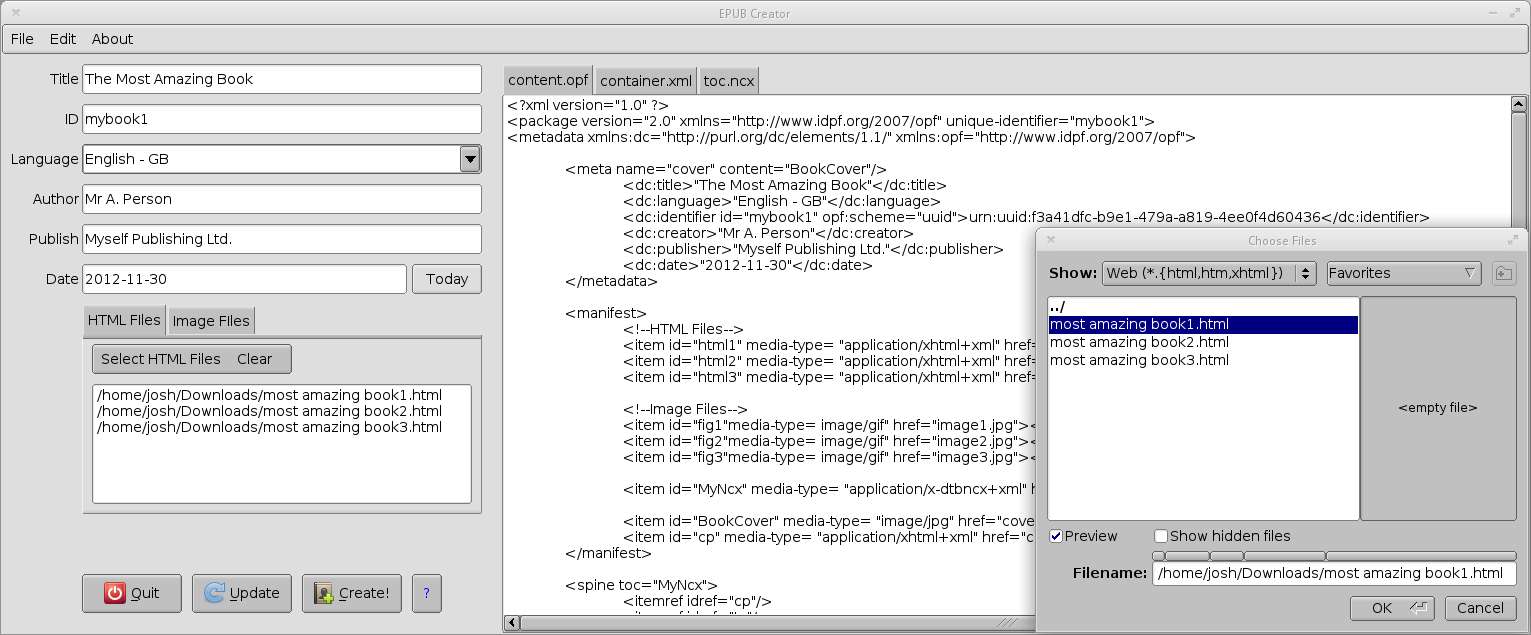 EPUB Creator
File Edit About
Title The Most Amazing Book
ID mybook1
Language English - GB
Author Mr A. Person
Publish Myself Publishing Ltd.
Date 2012-11-30 Today
HTML Files Image Files
Select HTML Files Clear
/home/josh/Downloads/most amazing book1.html
/home/josh/Downloads/most amazing book2.html
/home/josh/Downloads/most amazing book3.html
Quit Update Create! ?
content.opf container.xml toc.ncx
<?xml version="1.0" ?>
<package version="2.0" xmlns="http://www.idpf.org/2007/opf" unique-identifier="mybook1">
<metadata xmlns:dc="http://purl.org/dc/elements/1.1/" xmlns:opf="http://www.idpf.org/2007/opf">
<meta name="cover" content="BookCover"/>
<dc:title>"The Most Amazing Book"</dc:title>
<dc:language>"English - GB"</dc:language>
<dc:identifier id="mybook1" opf:scheme="uuid">urn:uuid:f3a41dfc-b9e1-479a-a819-4ee0f4d60436</dc:identifier>
<dc:creator>"Mr A. Person"</dc:creator>
<dc:publisher>"Myself Publishing Ltd."</dc:publisher>
<dc:date>"2012-11-30"</dc:date>
</metadata>
<manifest>
<!--HTML Files-->
<item id="html1" media-type= "application/xhtml+xml" href=
<item id="html2" media-type= "application/xhtml+xml" href=
<item id="html3" media-type= "application/xhtml+xml" href=
<!--Image Files-->
<item id="fig1"media-type= image/gif" href="image1.jpg"><
<item id="fig2"media-type= image/gif" href="image2.jpg"><
<item id="fig3"media-type= image/gif" href="image3.jpg"><
<item id="MyNcx" media-type= "application/x-dtbncx+xml" h
<item id="BookCover" media-type= "image/jpg" href="cove
<item id="cp" media-type= "application/xhtml+xml" href="c
</manifest>
<spine toc="MyNcx">
<itemref idref="cp"/>
Choose Files
Show: Web (*.{html,htm,xhtml}) Favorites
../
most amazing book1.html
most amazing book2.html
most amazing book3.html
<empty file>
Preview Show hidden files
Filename: /home/josh/Downloads/most amazing book1.html
OK Cancel